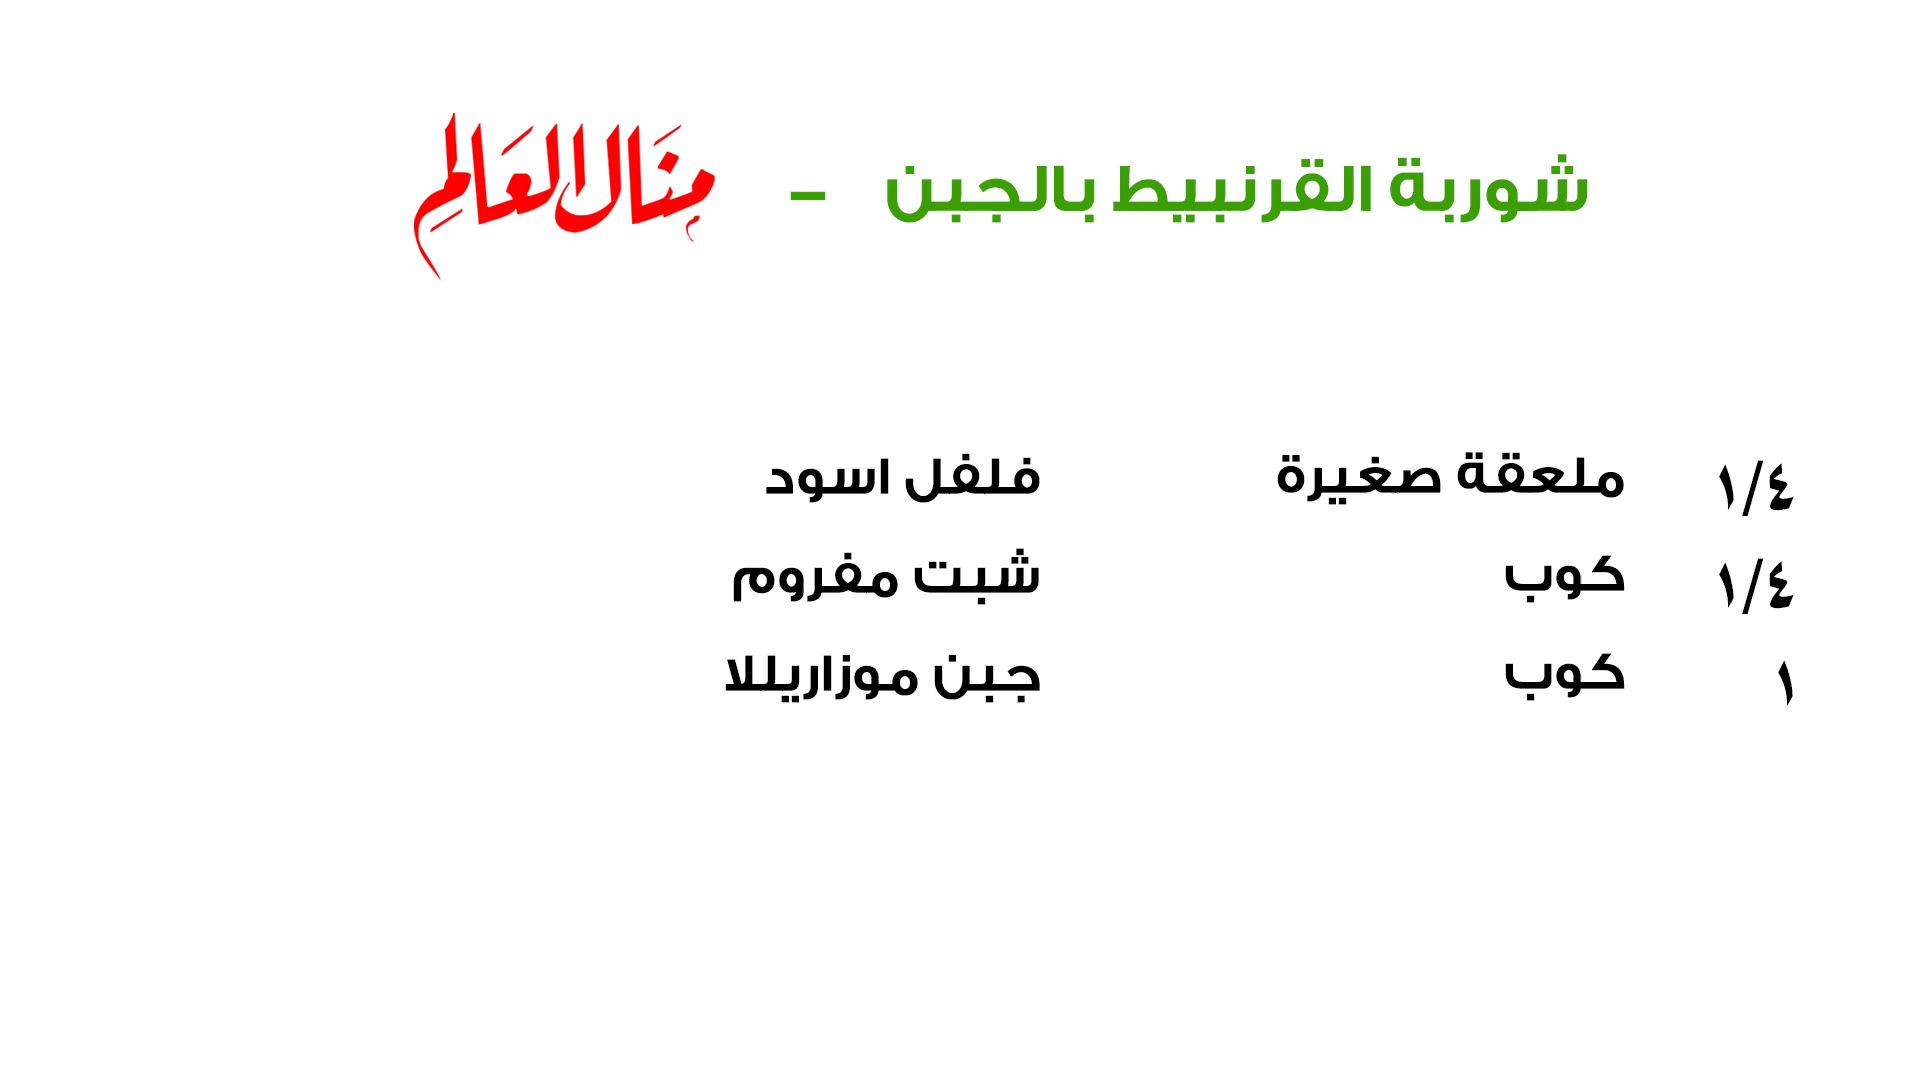 شوربة القرنبيط بالجبن - منال العالم
١/٤ ملعقة صغيرة فلفل اسود
١/٤ كوب شبت مفروم
١ كوب جبن موزاريللا